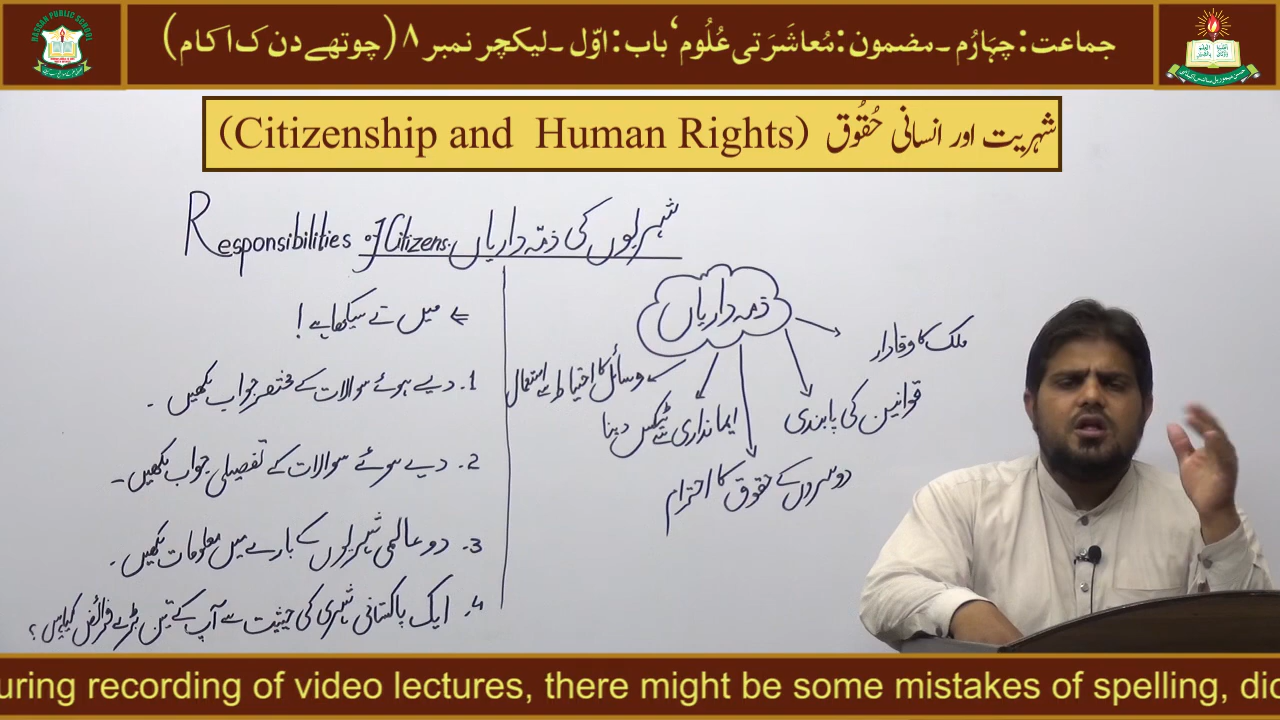 HASSAN PUBLIC SCHOOL
جماعت: چہارُم ۔مضمون: مُعاشَرَتی عُلُوم‘ باب: اوّل ۔لیکچر نمبر ۸ (چوتھے دن ک ا کام)
شہریت اور انسانی حُقُوق (Citizenship and Human Rights)
Responsibilities of Citizens. شہریوں کی ذمّہ داریاں
ذمہ داریاں
ملک کا وفادار
قوانین کی پابندی
دوسروں کے حقوق کا احترام
ایمانداری سے ٹیکس دینا
وسائل کا احتیاط سے استعمال
میں نے سیکھا ہے !
1. دیے ہوئے سوالات کے مختصر جواب لکھیں ۔
2. دیے ہوئے سوالات کے تفصیلی جواب لکھیں ۔
3. دو عالمی شہریوں کے بارے میں معلومات لکھیں ۔
4. ایک پاکستانی شہری کی حیثیت سے آپ کے تین بڑے فرائض کیا ہیں ؟
uring recording of video lectures, there might be some mistakes of spelling, dic